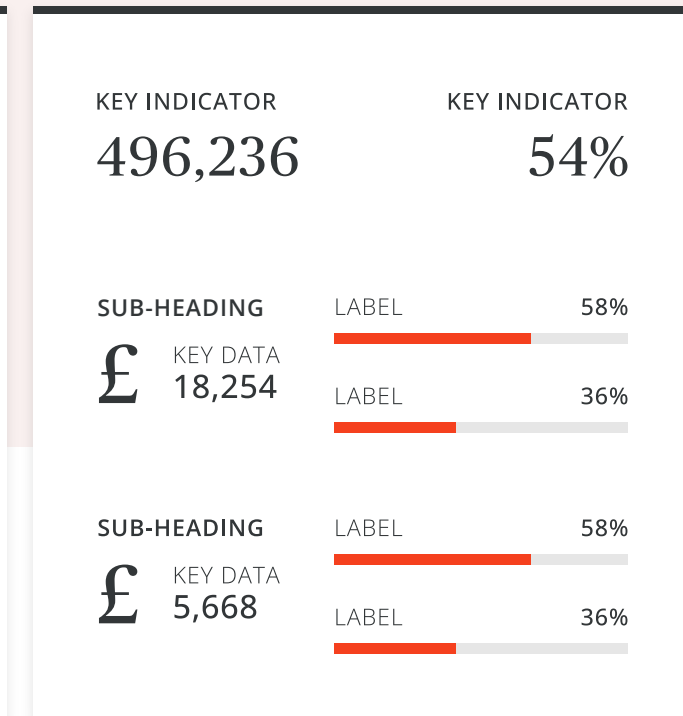 KEY INDICATOR
496,236
KEY INDICATOR
54%
SUB-HEADING
£
KEY DATA
18,254
LABEL 58%
LABEL 36%
SUB-HEADING
£
KEY DATA
5,668
LABEL 58%
LABEL 36%